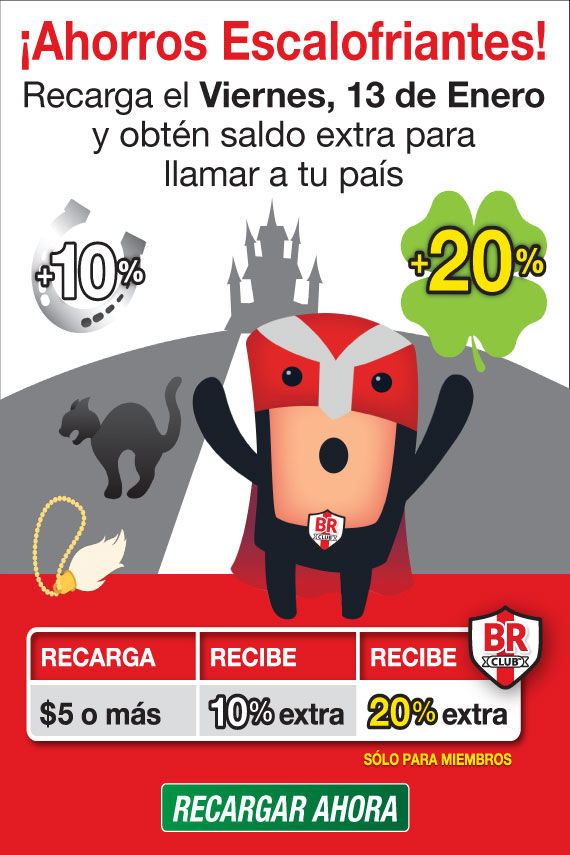 ¡Ahorros Escalofriantes!
Recarga el Viernes, 13 de Enero
y obtén saldo extra para
llamar a tu país
+10%
+20%
BR
CLUB
RECARGA
RECIBE
RECIBE
BR
CLUB
$5 o más
10% extra
20% extra
SÓLO PARA MIEMBROS
RECARGAR AHORA